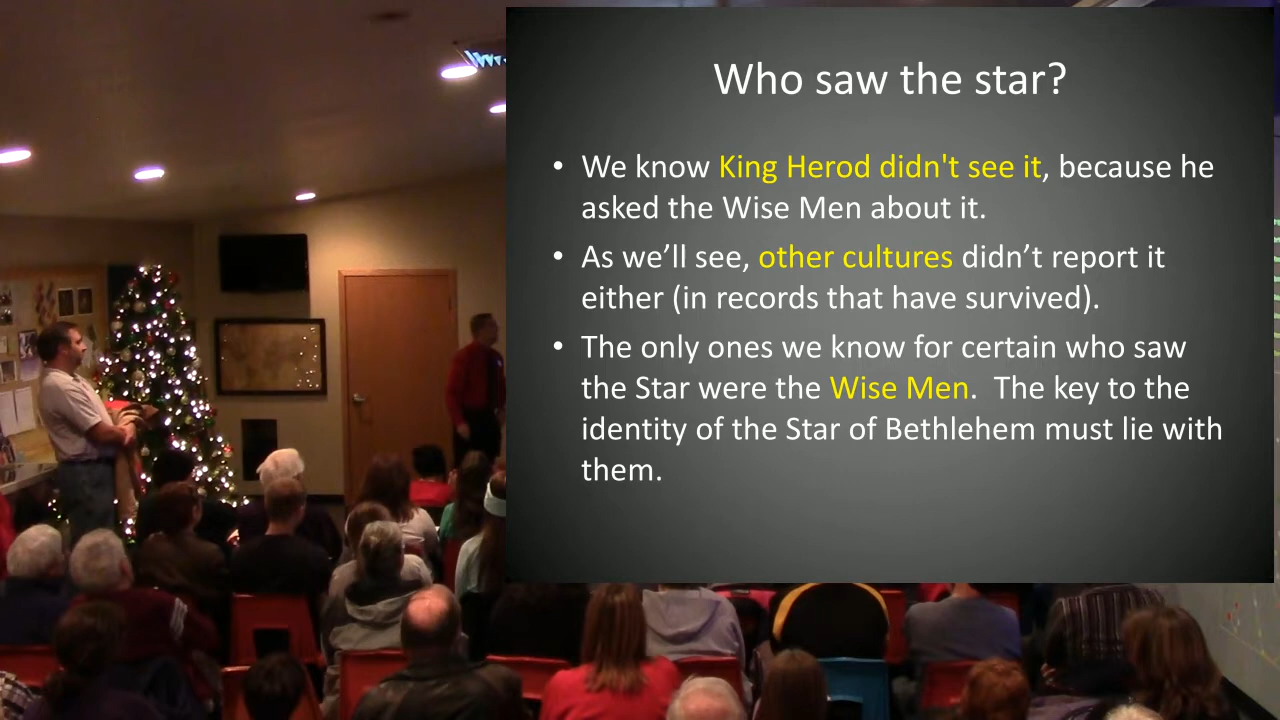 Who saw the star?
• We know King Herod didn't see it, because he
asked the Wise Men about it.
• As we’ll see, other cultures didn’t report it
either (in records that have survived).
• The only ones we know for certain who saw
the Star were the Wise Men.  The key to the
identity of the Star of Bethlehem must lie with
them.